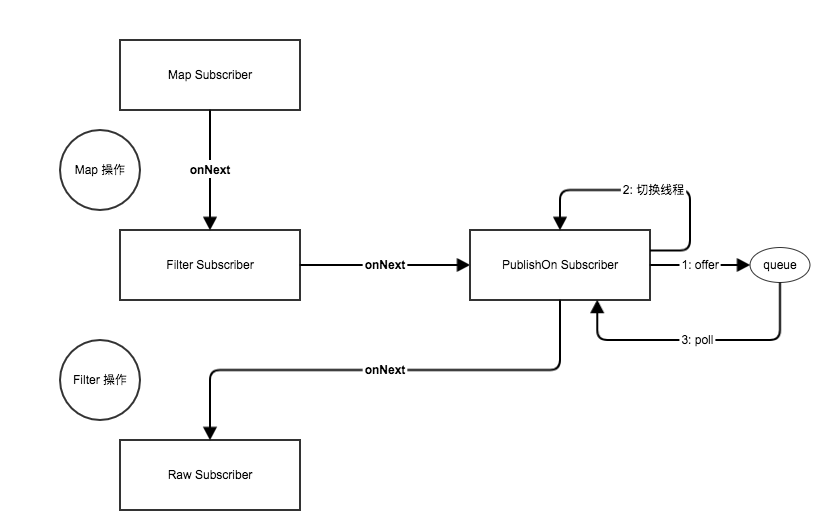 Map Subscriber
Map 操作
onNext
2: 切换线程
Filter Subscriber
onNext
PublishOn Subscriber
1: offer
queue
3: poll
onNext
Filter 操作
Raw Subscriber